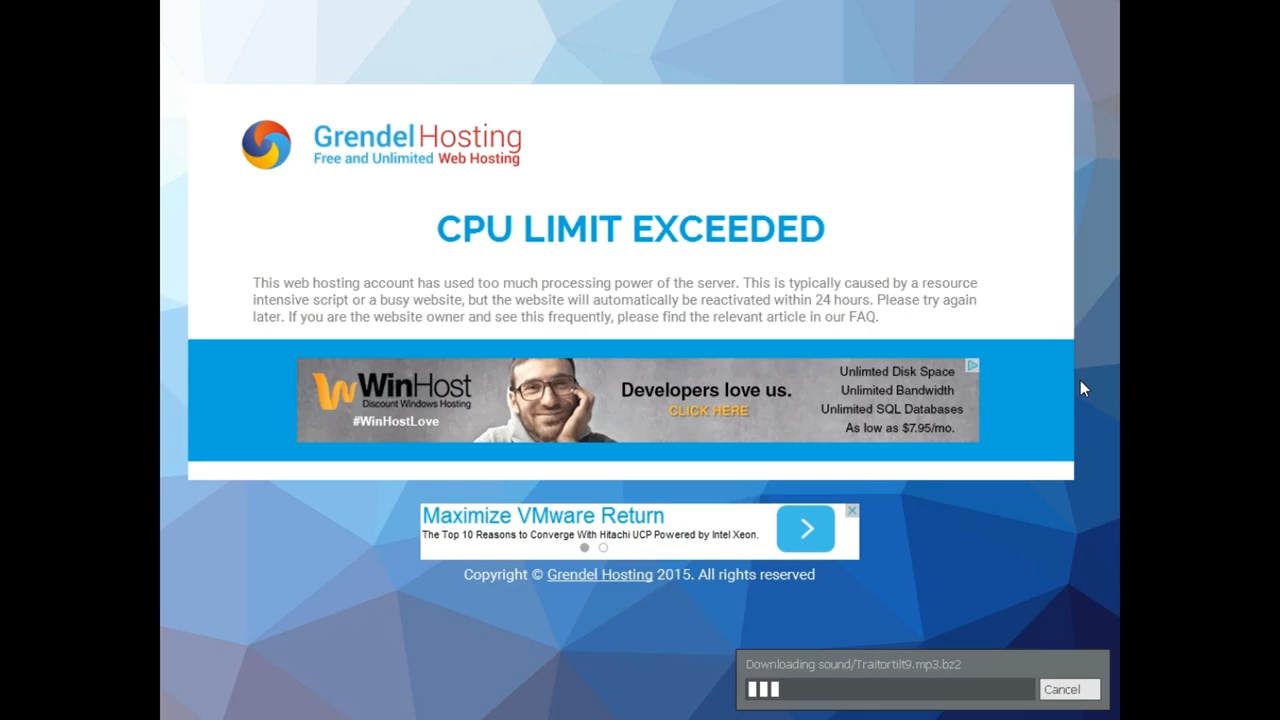 Grendel Hosting
Free and Unlimited Web Hosting
CPU LIMIT EXCEEDED
This web hosting account has used too much processing power of the server. This is typically caused by a resource
intensive script or a busy website, but the website will automatically be reactivated within 24 hours. Please try again
later. If you are the website owner and see this frequently, please find the relevant article in our FAQ.
WinHost
Discount Windows Hosting
#WinHostLove
Developers love us.
CLICK HERE
Unlimted Disk Space
Unlimited Bandwidth
Unlimited SQL Databases
As low as $7.95/mo.
Maximize VMware Return
The Top 10 Reasons to Converge With Hitachi UCP Powered by Intel Xeon.
Copyright © Grendel Hosting 2015. All rights reserved
Downloading sound/Traitortilt9.mp3.bz2
Cancel